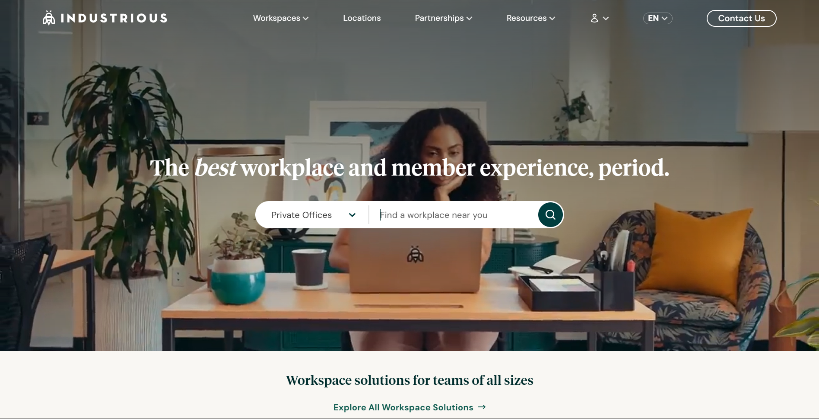 INDUSTRIOUS
Workspaces
Locations
Partnerships
Resources
EN
Contact Us
The best workplace and member experience, period.
Private Offices
Find a workplace near you
Workspace solutions for teams of all sizes
Explore All Workspace Solutions →